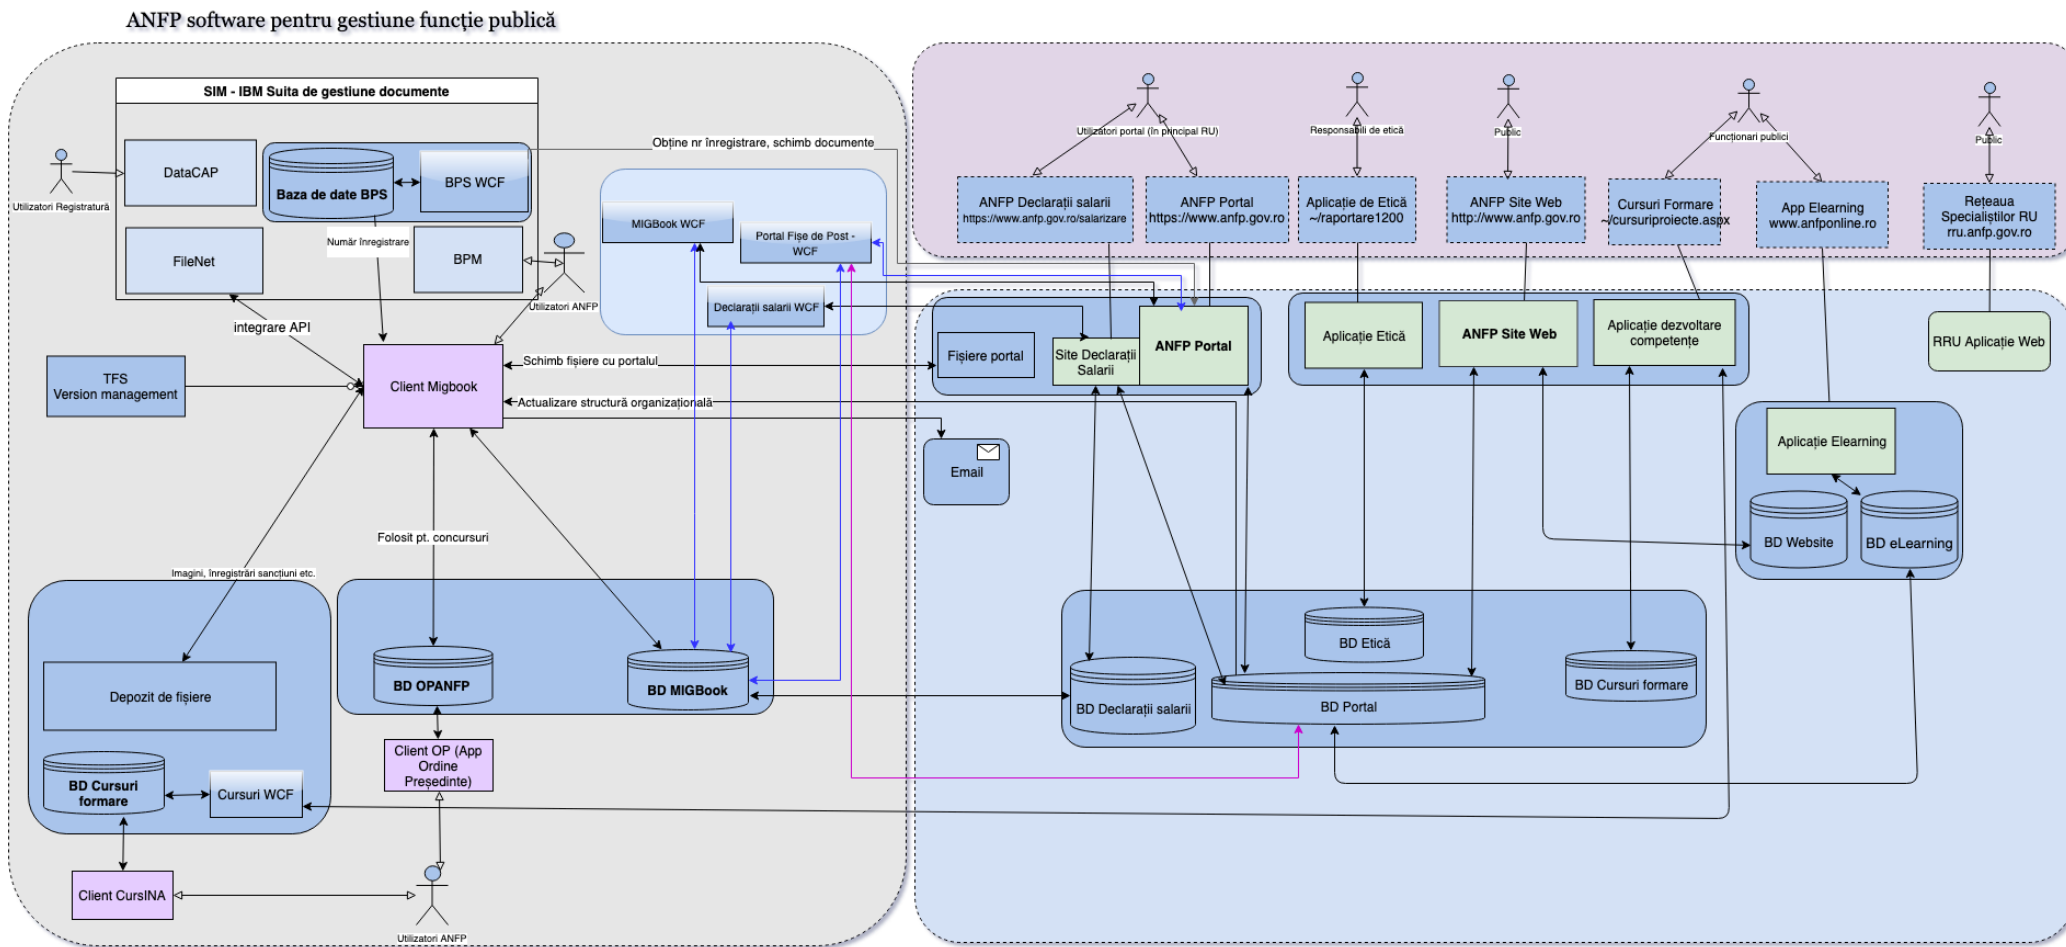 ANFP software pentru gestiune funcție publică
SIM - IBM Suita de gestiune documente
DataCAP
Baza de date BPS
BPS WCF
Utilizatori Registratură
Număr înregistrare
FileNet
BPM
Utilizatori ANFP
integrare API
Obține nr înregistrare, schimb documente
MIGBook WCF
Portal Fișe de Post -
WCF
Declarații salarii WCF
TFS
Version management
Client Migbook
Schimb fișiere cu portalul
Actualizare structură organizațională
Folosit pt. concursuri
Imagini, înregistrări sancțiuni etc.
Depozit de fișiere
BD Cursuri
formare
Cursuri WCF
BD OPANFP
BD MIGBook
Client OP (App
Ordine
Președinte)
Client CursINA
Utilizatori ANFP
Utilizatori portal (în principal RU)
Responsabili de etică
Public
Funcționari publici
Public
ANFP Declarații salarii
https://www.anfp.gov.ro/salarizare
ANFP Portal
https://www.anfp.gov.ro
Aplicație de Etică
~/raportare1200
ANFP Site Web
http://www.anfp.gov.ro
Cursuri Formare
~/cursuriproiecte.aspx
App Elearning
www.anfponline.ro
Rețeaua
Specialiștilor RU
rru.anfp.gov.ro
Fișiere portal
Site Declarații
Salarii
ANFP Portal
Aplicație Etică
ANFP Site Web
Aplicație dezvoltare
competențe
RRU Aplicație Web
Email
Aplicație Elearning
BD Website
BD eLearning
BD Etică
BD Declarații salarii
BD Portal
BD Cursuri formare